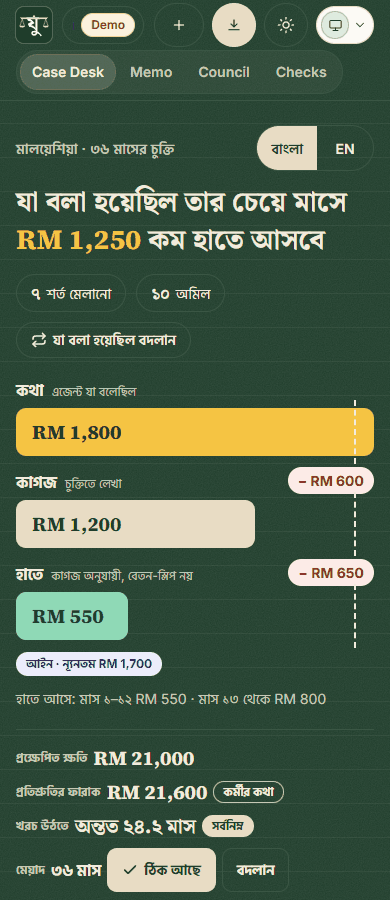 যু
Demo
Case Desk Memo Council Checks
মালয়েশিয়া · ৩৬ মাসের চুক্তি
বাংলা EN
যা বলা হয়েছিল তার চেয়ে মাসে
RM 1,250 কম হাতে আসবে
৭ শর্ত মেলানো ১০ অমিল
যা বলা হয়েছিল বদলান
কথা এজেন্ট যা বলেছিল
RM 1,800
কাগজ চুক্তিতে লেখা
− RM 600
RM 1,200
হাতে কাগজ অনুযায়ী, বেতন-স্লিপ নয়
− RM 650
RM 550
আইন · ন্যূনতম RM 1,700
হাতে আসে: মাস ১–১২ RM 550 · মাস ১৩ থেকে RM 800
প্রক্ষেপিত ক্ষতি RM 21,000
প্রতিশ্রুতির ফারাক RM 21,600 কর্মীর কথা
খরচ উঠতে অন্তত ২৪.২ মাস সর্বনিম্ন
মেয়াদ ৩৬ মাস ঠিক আছে বদলান